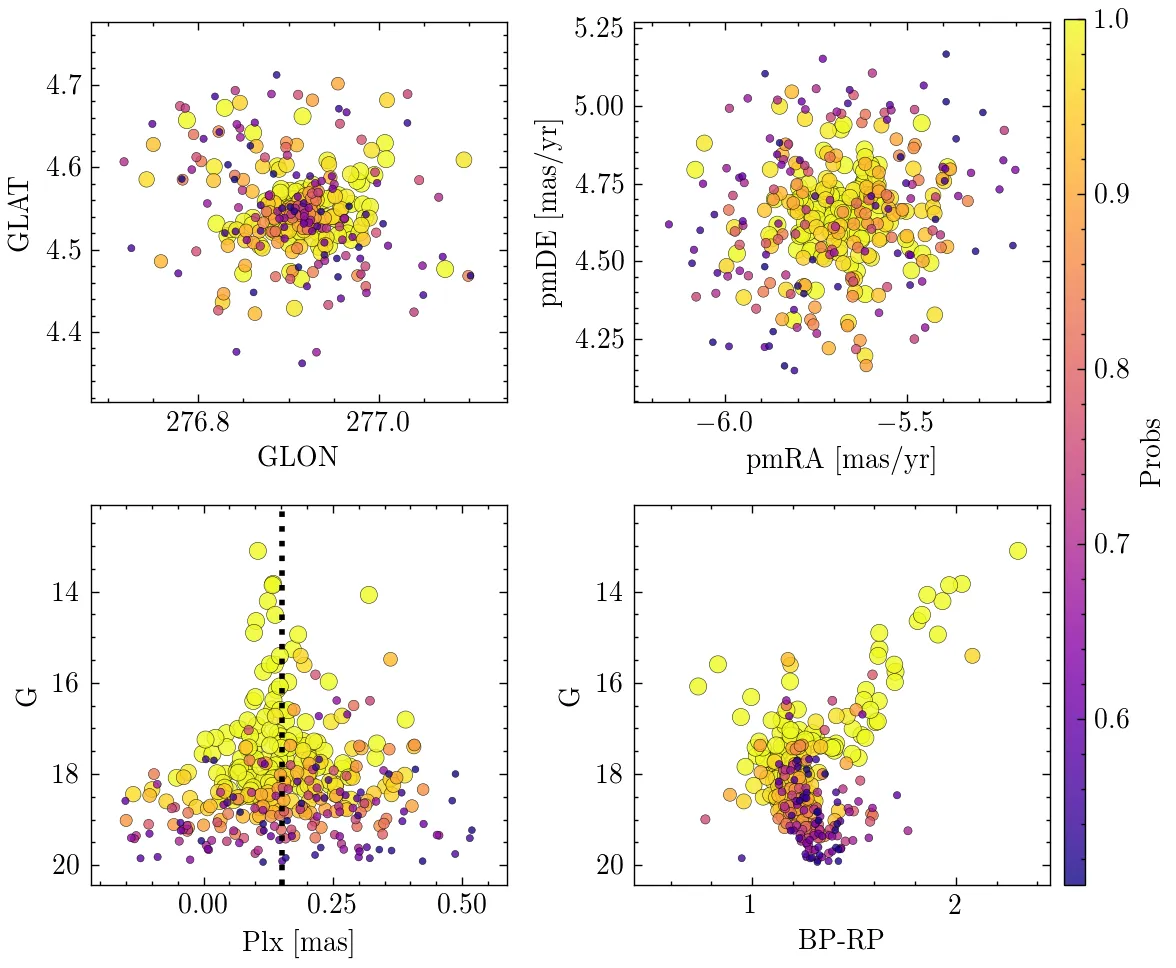 4.7
4.6
4.5
4.4
GLAT
276.8 277.0
GLON
5.25
5.00
4.75
4.50
4.25
pmDE [mas/yr]
−6.0 −5.5
pmRA [mas/yr]
1.0
0.9
0.8
0.7
0.6
Probs
14
16
18
20
G
0.00 0.25 0.50
Plx [mas]
14
16
18
20
G
1 2
BP-RP